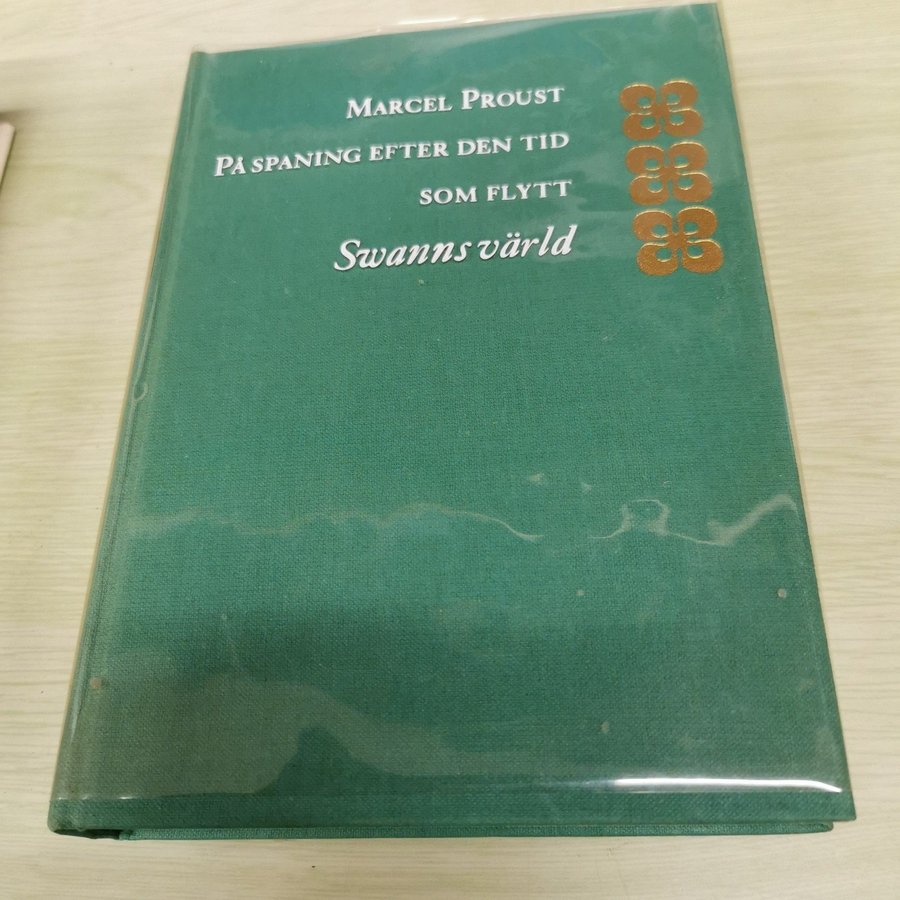 MARCEL PROUST
PÅ SPANING EFTER DEN TID
SOM FLYTT
Swanns värld